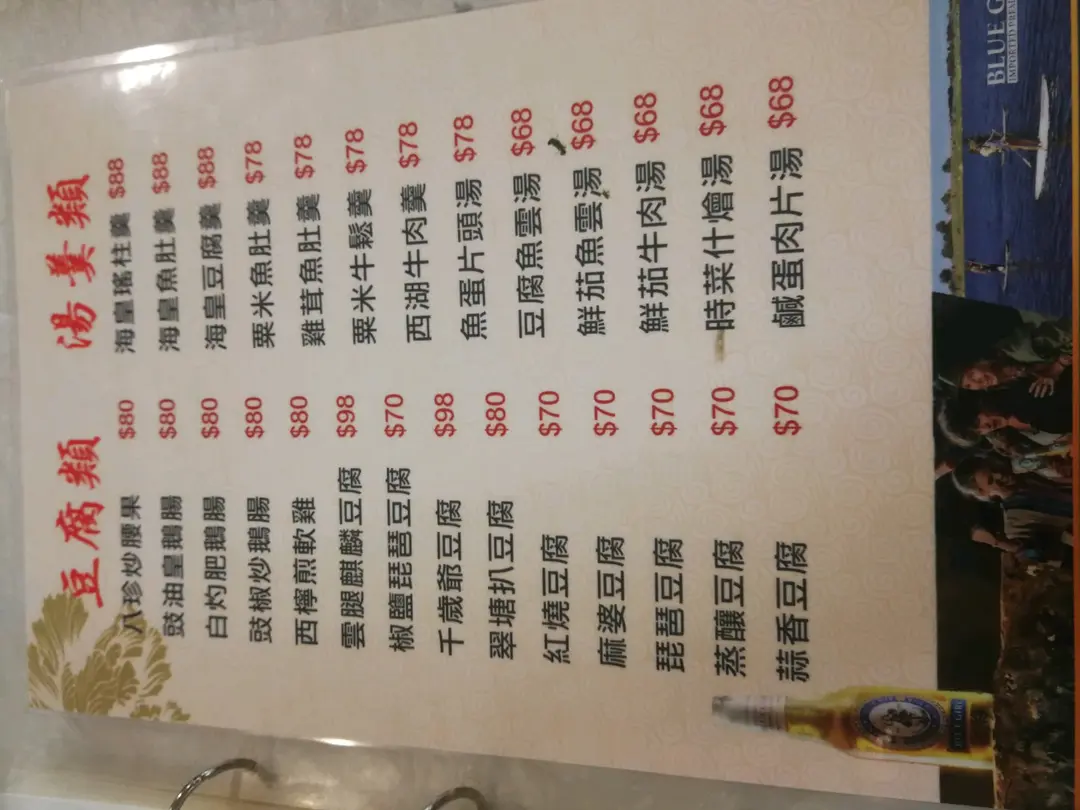 豆腐類
八珍炒腰果 $80
豉油皇鵝腸 $80
白灼肥鵝腸 $80
豉椒炒鵝腸 $80
西檸煎軟雞 $80
雲腿麒麟豆腐 $98
椒鹽琵琶豆腐 $70
千歲爺豆腐 $98
翠塘扒豆腐 $80
紅燒豆腐 $70
麻婆豆腐 $70
琵琶豆腐 $70
蒸釀豆腐 $70
蒜香豆腐 $70
湯羹類
海皇瑤柱羹 $88
海皇魚肚羹 $88
海皇豆腐羹 $88
粟米魚肚羹 $78
雞茸魚肚羹 $78
粟米牛鬆羹 $78
西湖牛肉羹 $78
魚蛋片頭湯 $78
豆腐魚雲湯 $68
鮮茄魚雲湯 $68
鮮茄牛肉湯 $68
時菜什燴湯 $68
鹹蛋肉片湯 $68
BLUE G
BLUE GIRL